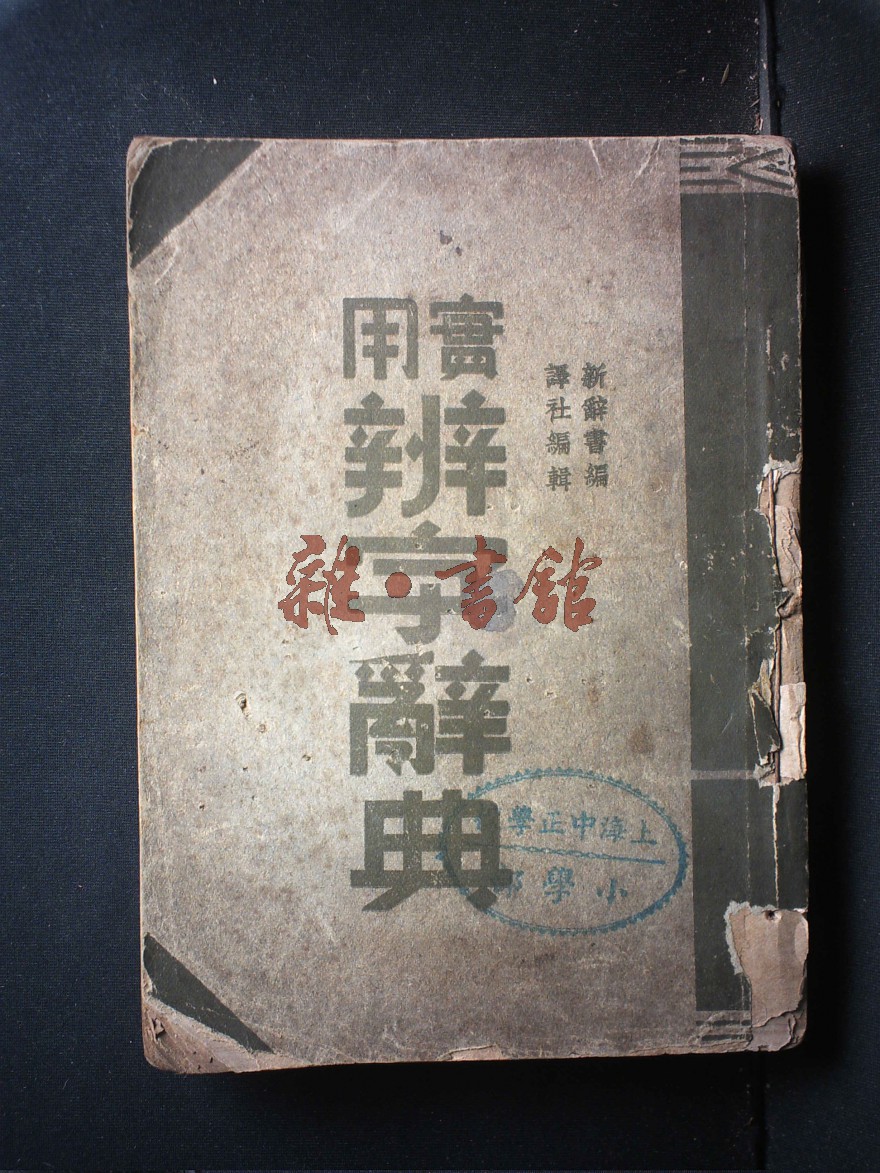 實用
辨字辭典
新辭書編
譯社編輯
雜·書館
上海中正學
小學部